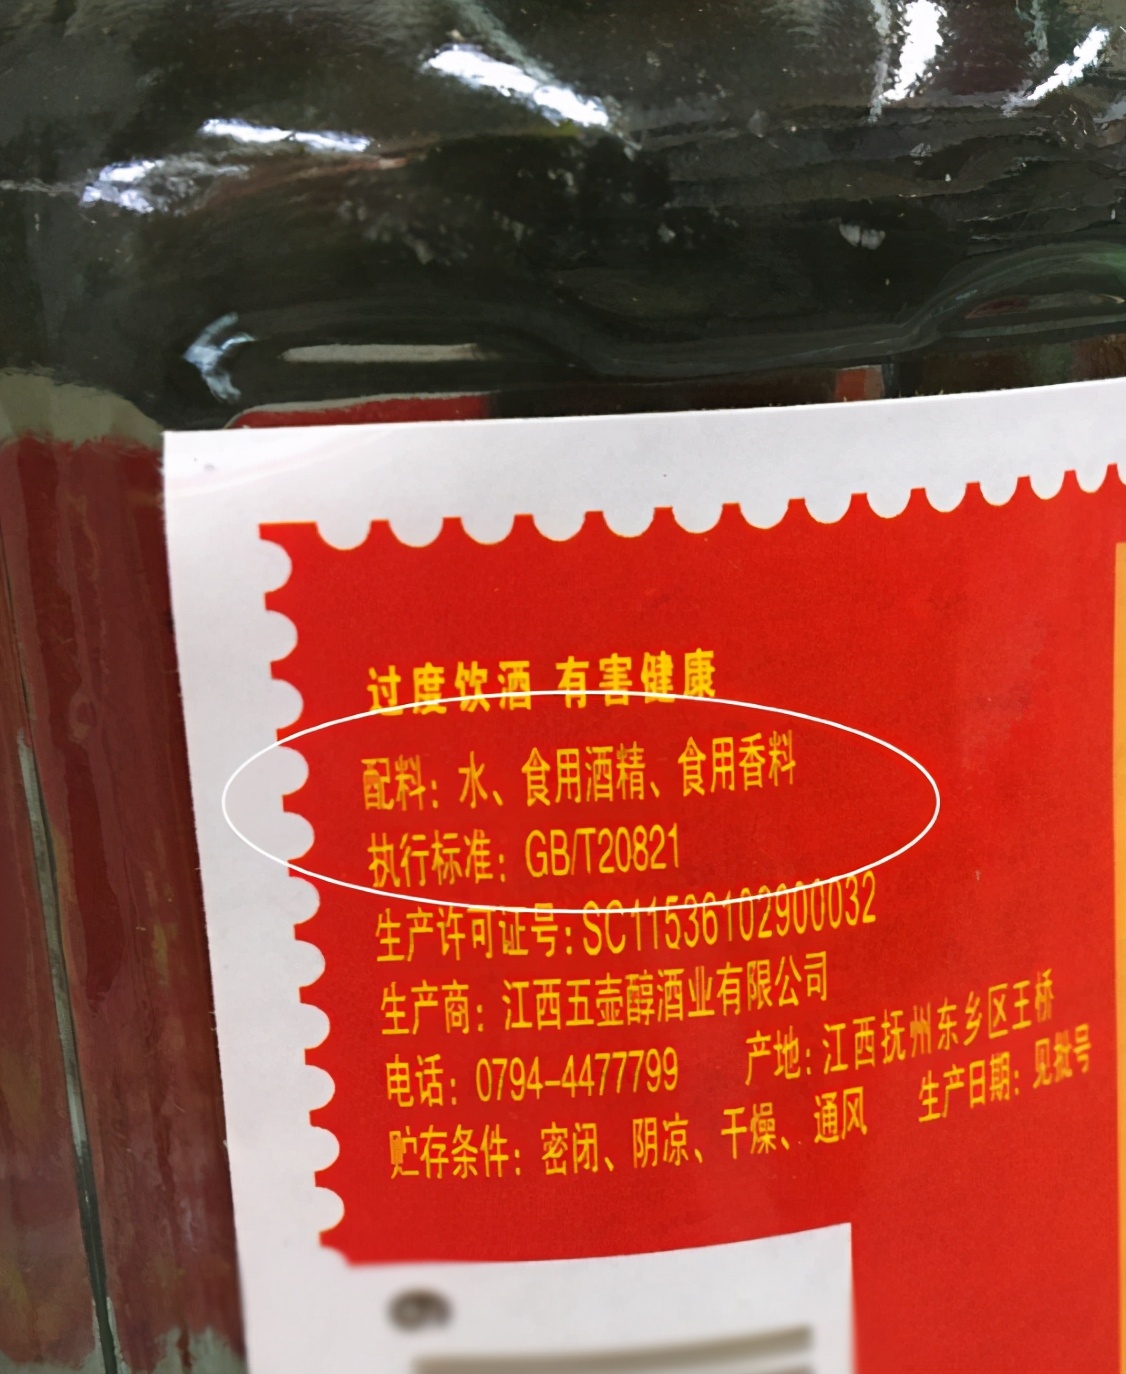 过度饮酒 有害健康
配料：水、食用酒精、食用香料
执行标准：GB/T20821
生产许可证号：SC11536102900032
生产商：江西五壶醇酒业有限公司
电话：0794-4477799 产地：江西抚州东乡区王桥
贮存条件：密闭、阴凉、干燥、通风 生产日期：见批号